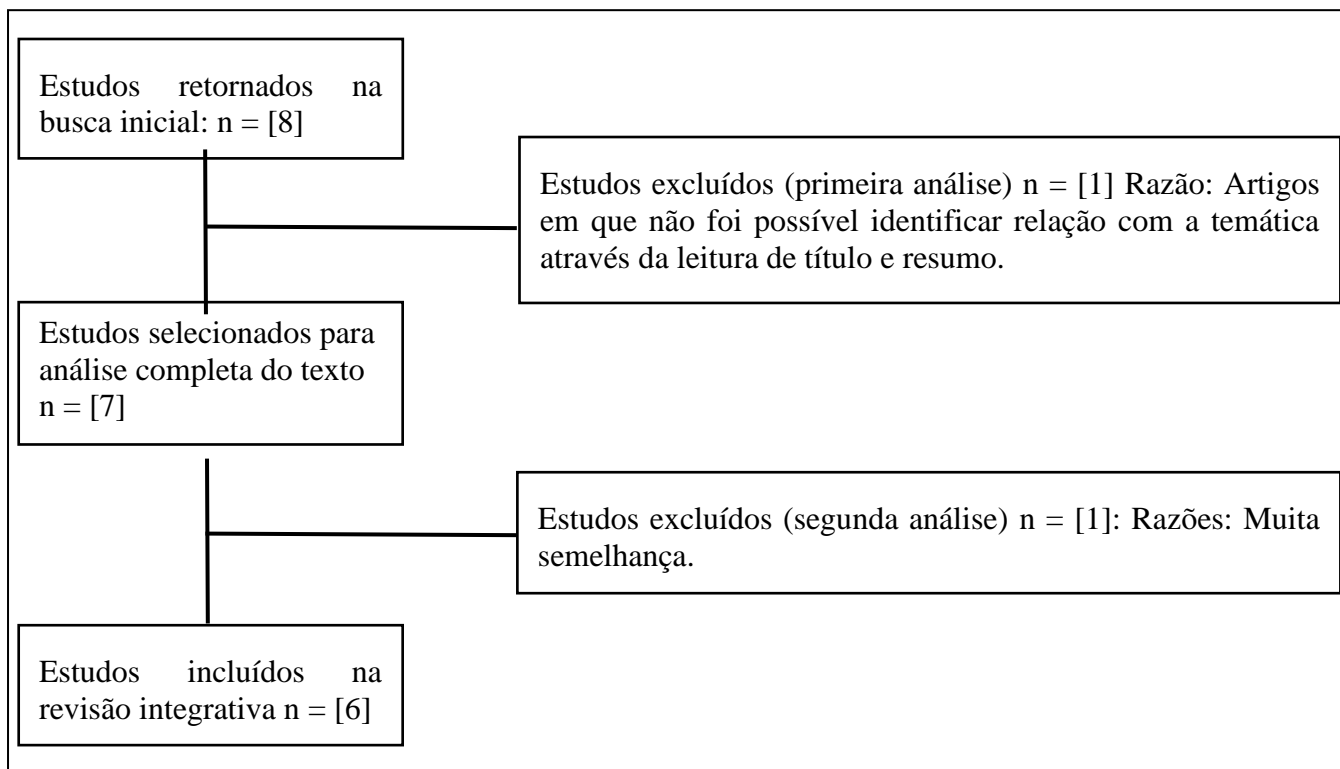 Estudos retornados na
busca inicial: n = [8]
Estudos excluídos (primeira análise) n = [1] Razão: Artigos
em que não foi possível identificar relação com a temática
através da leitura de título e resumo.
Estudos selecionados para
análise completa do texto
n = [7]
Estudos excluídos (segunda análise) n = [1]: Razões: Muita
semelhança.
Estudos incluídos na
revisão integrativa n = [6]